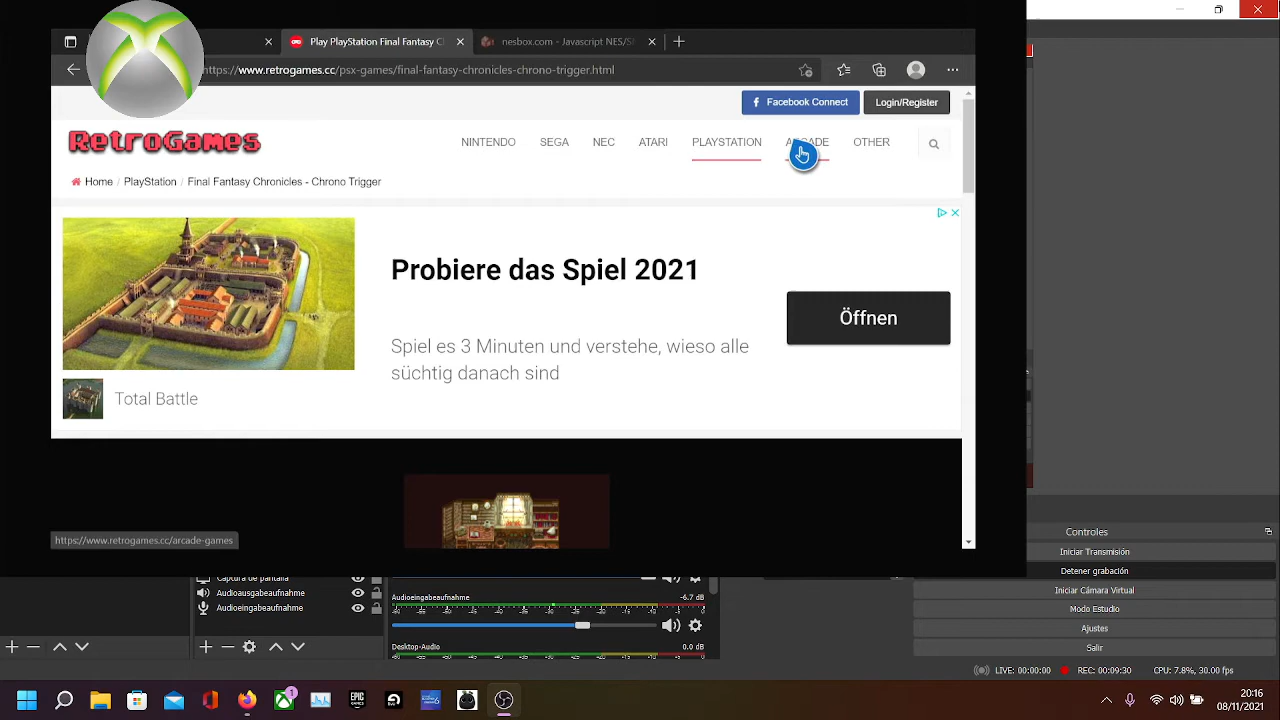 Play PlayStation Final Fantasy C
nesbox.com - Javascript NES/S
https://www.retrogames.cc/psx-games/final-fantasy-chronicles-chrono-trigger.html
Facebook Connect
Login/Register
RetroGames
NINTENDO SEGA NEC ATARI PLAYSTATION ARCADE OTHER
Home / PlayStation / Final Fantasy Chronicles - Chrono Trigger
Probiere das Spiel 2021
Öffnen
Spiel es 3 Minuten und verstehe, wieso alle
süchtig danach sind
Total Battle
https://www.retrogames.cc/arcade-games
Controles
Iniciar Transmisión
Detener grabación
Iniciar Cámara Virtual
Modo Estudio
Ajustes
Salir
Captura de pantalla
Audioausgabeaufnahme
Audioeingabeaufnahme
Audioeingabeaufnahme -6.7 dB
Desktop-Audio 0.0 dB
LIVE: 00:00:00 REC: 00:09:30 CPU: 7.8%, 30.00 fps
EPIC GAMES
1
20:16
08/11/2021